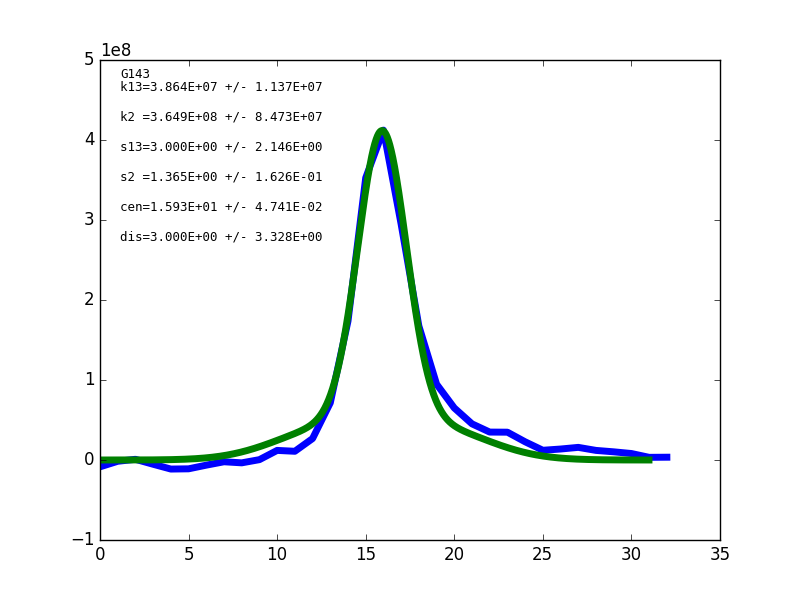 1e8
G143
k13=3.864E+07 +/- 1.137E+07
k2 =3.649E+08 +/- 8.473E+07
s13=3.000E+00 +/- 2.146E+00
s2 =1.365E+00 +/- 1.626E-01
cen=1.593E+01 +/- 4.741E-02
dis=3.000E+00 +/- 3.328E+00
5
4
3
2
1
0
−1
0 5 10 15 20 25 30 35